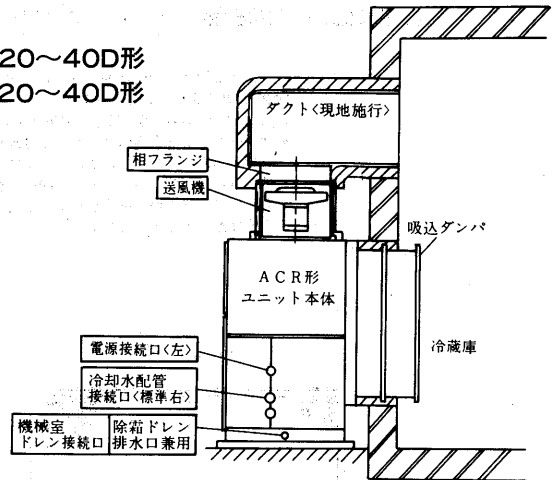 20〜40D形
20〜40D形
ダクト<現地施行>
相フランジ
送風機
吸込ダンパ
ACR形
ユニット本体
冷蔵庫
電源接続口<左>
冷却水配管
接続口<標準右>
機械室
ドレン接続口
除霜ドレン
排水口兼用